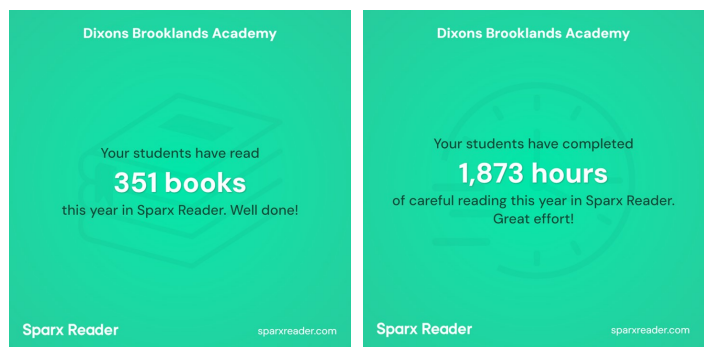 Dixons Brooklands Academy
Your students have read
351 books
this year in Sparx Reader. Well done!
Sparx Reader
sparxreader.com
Dixons Brooklands Academy
Your students have completed
1,873 hours
of careful reading this year in Sparx Reader.
Great effort!
Sparx Reader
sparxreader.com